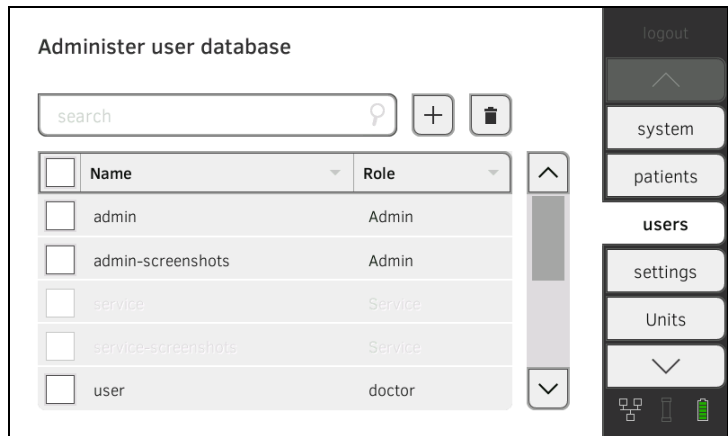 Administer user database
search
Name Role
admin Admin
admin-screenshots Admin
service Service
service-screenshots Service
user doctor
logout
system
patients
users
settings
Units